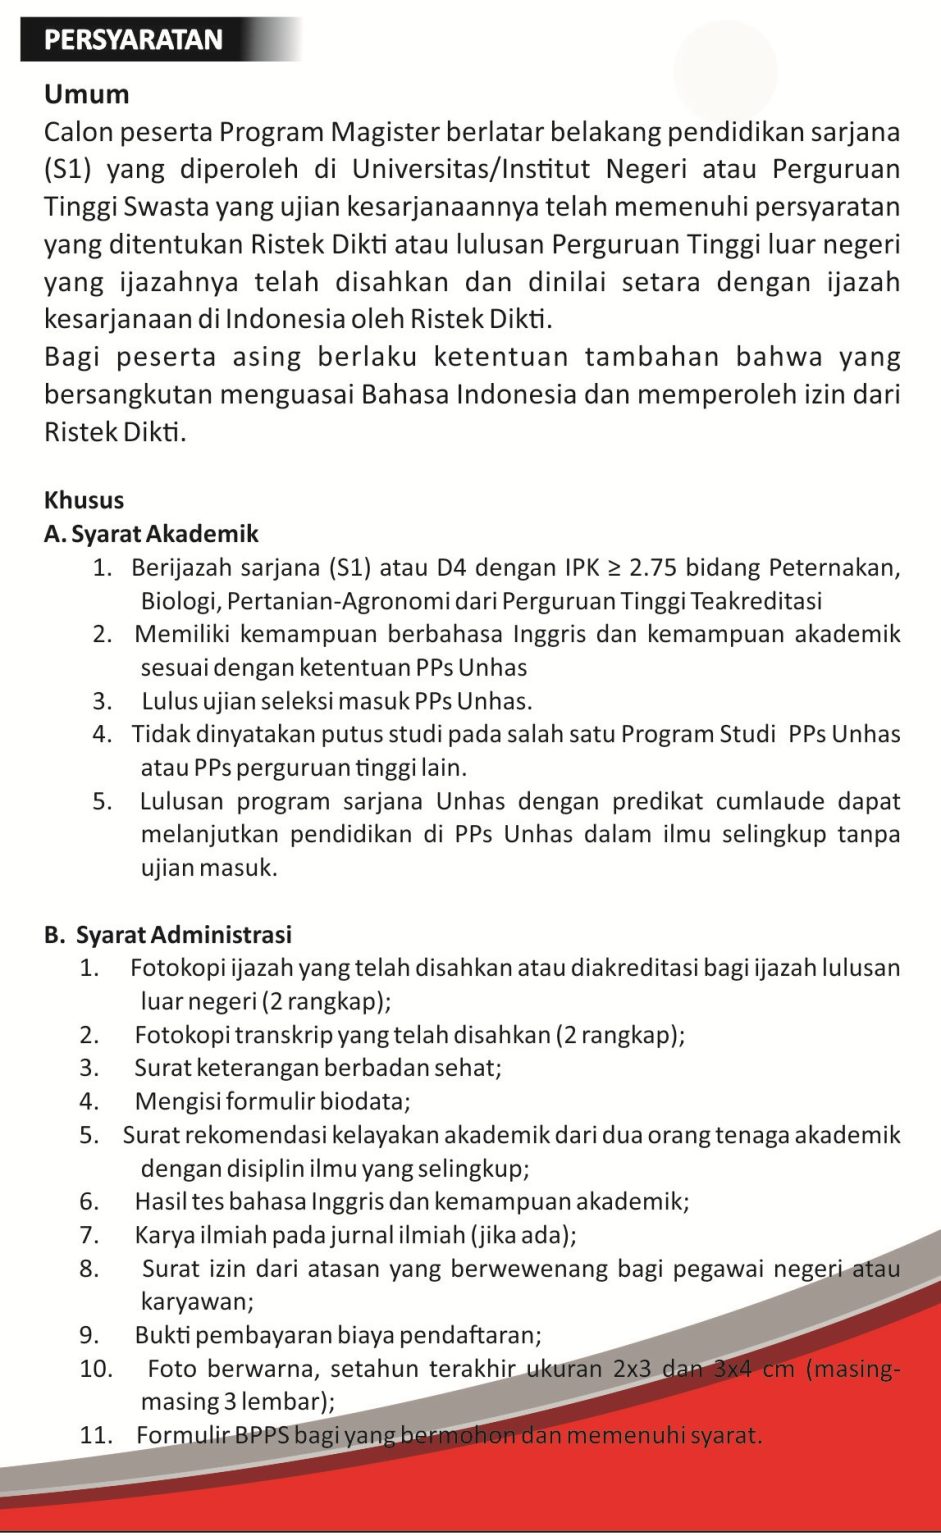 PERSYARATAN
Umum
Calon peserta Program Magister berlatar belakang pendidikan sarjana
(S1) yang diperoleh di Universitas/Institut Negeri atau Perguruan
Tinggi Swasta yang ujian kesarjanaannya telah memenuhi persyaratan
yang ditentukan Ristek Dikti atau lulusan Perguruan Tinggi luar negeri
yang ijazahnya telah disahkan dan dinilai setara dengan ijazah
kesarjanaan di Indonesia oleh Ristek Dikti.
Bagi peserta asing berlaku ketentuan tambahan bahwa yang
bersangkutan menguasai Bahasa Indonesia dan memperoleh izin dari
Ristek Dikti.
Khusus
A. Syarat Akademik
1. Berijazah sarjana (S1) atau D4 dengan IPK ≥ 2.75 bidang Peternakan,
Biologi, Pertanian-Agronomi dari Perguruan Tinggi Teakreditasi
2. Memiliki kemampuan berbahasa Inggris dan kemampuan akademik
sesuai dengan ketentuan PPs Unhas
3. Lulus ujian seleksi masuk PPs Unhas.
4. Tidak dinyatakan putus studi pada salah satu Program Studi PPs Unhas
atau PPs perguruan tinggi lain.
5. Lulusan program sarjana Unhas dengan predikat cumlaude dapat
melanjutkan pendidikan di PPs Unhas dalam ilmu selingkup tanpa
ujian masuk.
B. Syarat Administrasi
1. Fotokopi ijazah yang telah disahkan atau diakreditasi bagi ijazah lulusan
luar negeri (2 rangkap);
2. Fotokopi transkrip yang telah disahkan (2 rangkap);
3. Surat keterangan berbadan sehat;
4. Mengisi formulir biodata;
5. Surat rekomendasi kelayakan akademik dari dua orang tenaga akademik
dengan disiplin ilmu yang selingkup;
6. Hasil tes bahasa Inggris dan kemampuan akademik;
7. Karya ilmiah pada jurnal ilmiah (jika ada);
8. Surat izin dari atasan yang berwewenang bagi pegawai negeri atau
karyawan;
9. Bukti pembayaran biaya pendaftaran;
10. Foto berwarna, setahun terakhir ukuran 2x3 dan 3x4 cm (masing-
masing 3 lembar);
11. Formulir BPPS bagi yang bermohon dan memenuhi syarat.